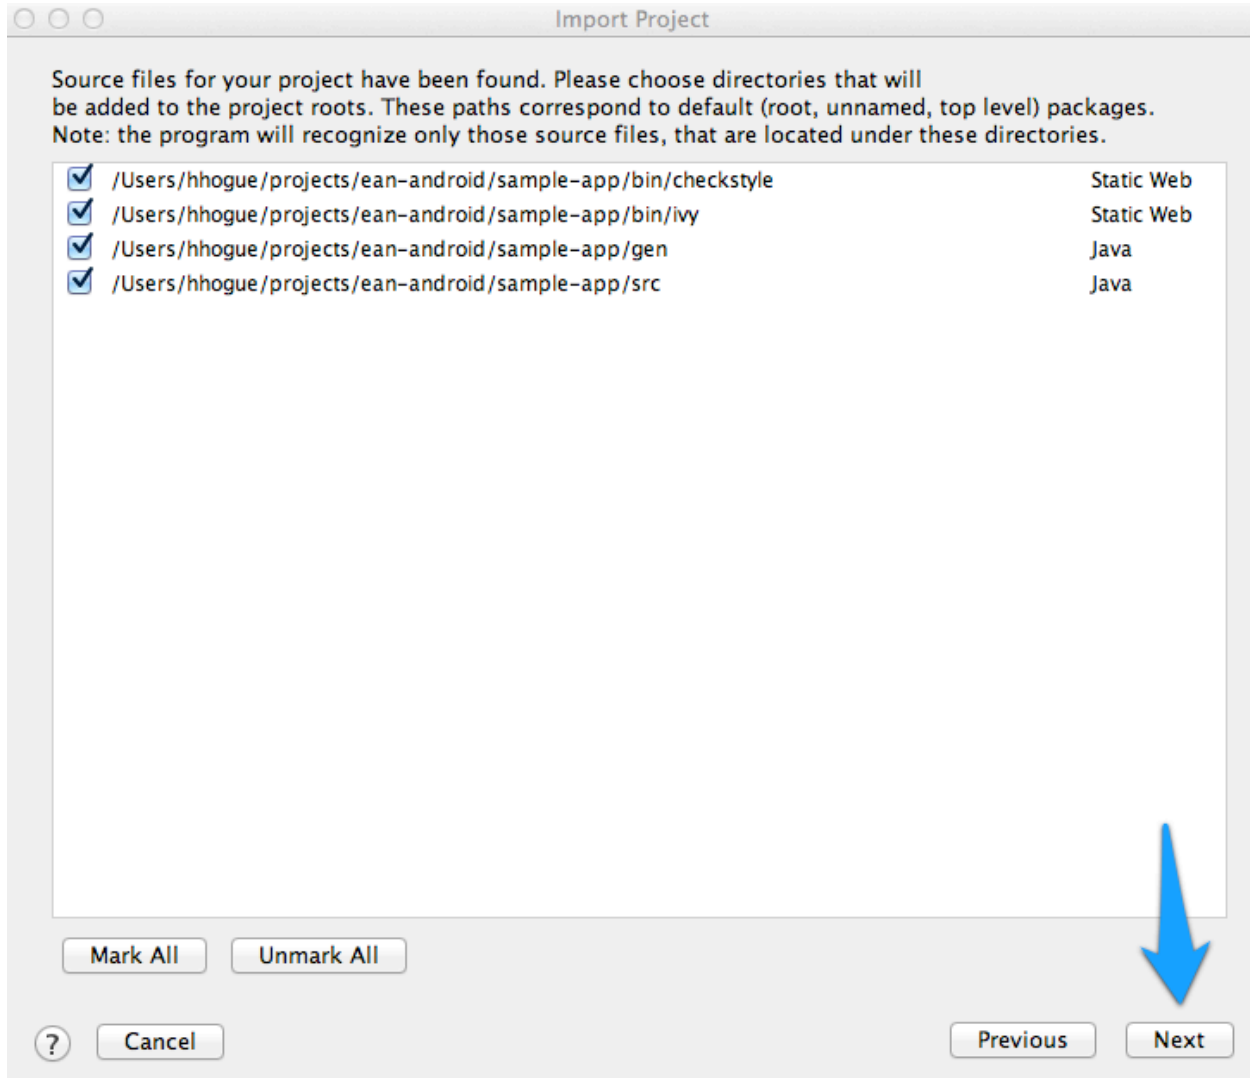 Import Project
Source files for your project have been found. Please choose directories that will
be added to the project roots. These paths correspond to default (root, unnamed, top level) packages.
Note: the program will recognize only those source files, that are located under these directories.
/Users/hhogue/projects/ean-android/sample-app/bin/checkstyle Static Web
/Users/hhogue/projects/ean-android/sample-app/bin/ivy Static Web
/Users/hhogue/projects/ean-android/sample-app/gen Java
/Users/hhogue/projects/ean-android/sample-app/src Java
Mark All Unmark All
? Cancel Previous Next